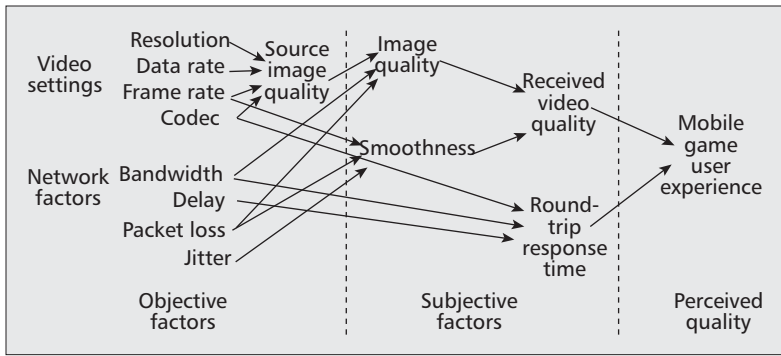 Video
settings
Resolution
Data rate
Frame rate
Codec
Source
image
quality
Network
factors
Bandwidth
Delay
Packet loss
Jitter
Image
quality
Smoothness
Received
video
quality
Round-
trip
response
time
Mobile
game
user
experience
Objective
factors
Subjective
factors
Perceived
quality